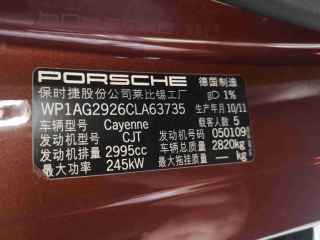 PORSCHE 德国制造
保时捷股份公司莱比锡工厂 1%
WP1AG2926CLA63735 生产年月 10/11
车辆型号 Cayenne 载客人数 5
发动机型号 CJT 发动机号码 050109
发动机排量 2995cc 车辆总质量 2820kg
最大功率 245kW 最大拖挂质量 — kg